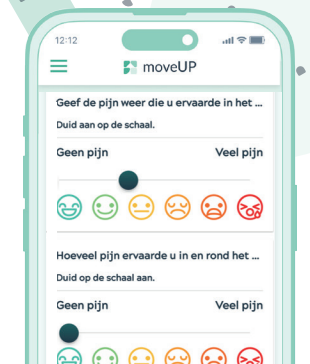 12:12
moveUP
Geef de pijn weer die u ervaarde in het ...
Duid aan op de schaal.
Geen pijn Veel pijn
Hoeveel pijn ervaarde u in en rond het ...
Duid op de schaal aan.
Geen pijn Veel pijn